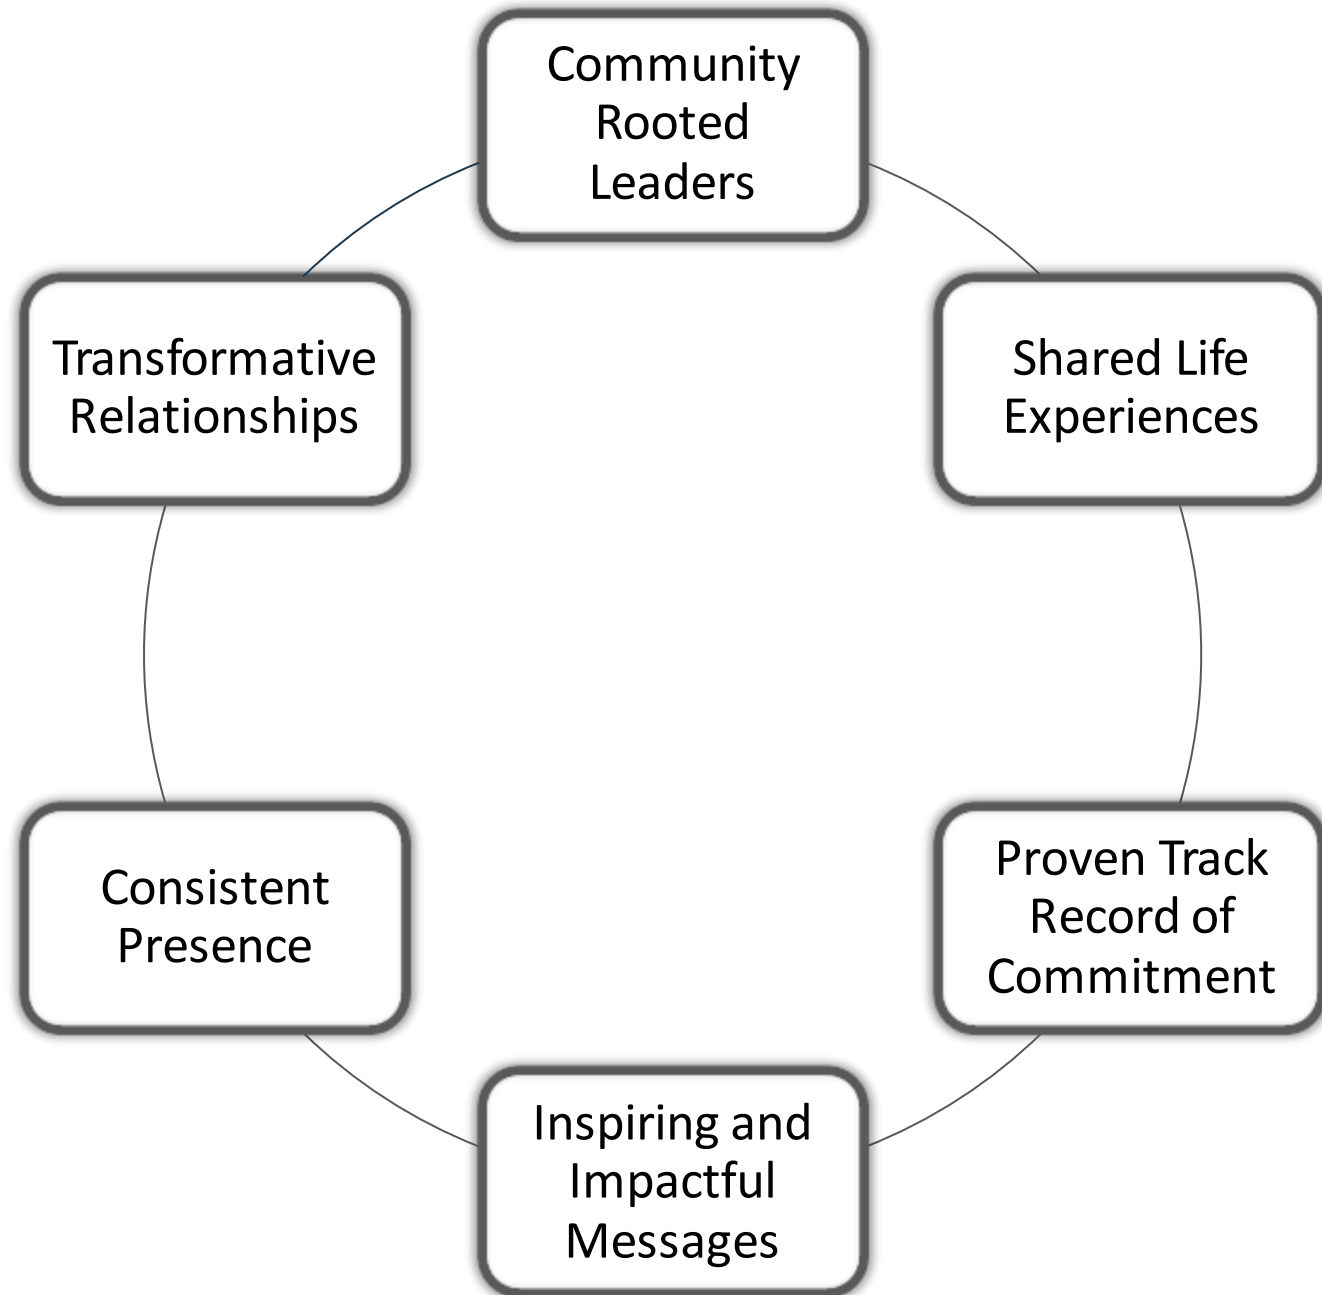 Community
Rooted
Leaders
Shared Life
Experiences
Proven Track
Record of
Commitment
Inspiring and
Impactful
Messages
Consistent
Presence
Transformative
Relationships